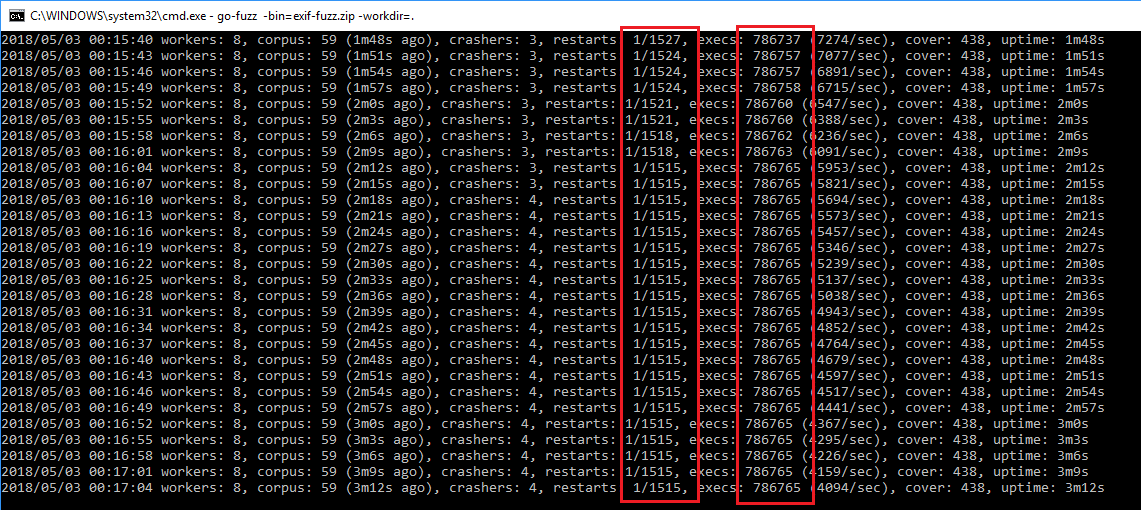 C:\WINDOWS\system32\cmd.exe - go-fuzz  -bin=exif-fuzz.zip -workdir=.
2018/05/03 00:15:40 workers: 8, corpus: 59 (1m48s ago), crashers: 3, restarts 1/1527, execs: 786737 (7274/sec), cover: 438, uptime: 1m48s
2018/05/03 00:15:43 workers: 8, corpus: 59 (1m51s ago), crashers: 3, restarts 1/1524, execs: 786757 (7077/sec), cover: 438, uptime: 1m51s
2018/05/03 00:15:46 workers: 8, corpus: 59 (1m54s ago), crashers: 3, restarts 1/1524, execs: 786757 (6891/sec), cover: 438, uptime: 1m54s
2018/05/03 00:15:49 workers: 8, corpus: 59 (1m57s ago), crashers: 3, restarts 1/1524, execs: 786758 (6715/sec), cover: 438, uptime: 1m57s
2018/05/03 00:15:52 workers: 8, corpus: 59 (2m0s ago), crashers: 3, restarts: 1/1521, execs: 786760 (6547/sec), cover: 438, uptime: 2m0s
2018/05/03 00:15:55 workers: 8, corpus: 59 (2m3s ago), crashers: 3, restarts: 1/1521, execs: 786760 (6388/sec), cover: 438, uptime: 2m3s
2018/05/03 00:15:58 workers: 8, corpus: 59 (2m6s ago), crashers: 3, restarts: 1/1518, execs: 786762 (6236/sec), cover: 438, uptime: 2m6s
2018/05/03 00:16:01 workers: 8, corpus: 59 (2m9s ago), crashers: 3, restarts: 1/1518, execs: 786763 (6091/sec), cover: 438, uptime: 2m9s
2018/05/03 00:16:04 workers: 8, corpus: 59 (2m12s ago), crashers: 3, restarts 1/1515, execs: 786765 (5953/sec), cover: 438, uptime: 2m12s
2018/05/03 00:16:07 workers: 8, corpus: 59 (2m15s ago), crashers: 3, restarts 1/1515, execs: 786765 (5821/sec), cover: 438, uptime: 2m15s
2018/05/03 00:16:10 workers: 8, corpus: 59 (2m18s ago), crashers: 4, restarts 1/1515, execs: 786765 (5694/sec), cover: 438, uptime: 2m18s
2018/05/03 00:16:13 workers: 8, corpus: 59 (2m21s ago), crashers: 4, restarts 1/1515, execs: 786765 (5573/sec), cover: 438, uptime: 2m21s
2018/05/03 00:16:16 workers: 8, corpus: 59 (2m24s ago), crashers: 4, restarts 1/1515, execs: 786765 (5457/sec), cover: 438, uptime: 2m24s
2018/05/03 00:16:19 workers: 8, corpus: 59 (2m27s ago), crashers: 4, restarts 1/1515, execs: 786765 (5346/sec), cover: 438, uptime: 2m27s
2018/05/03 00:16:22 workers: 8, corpus: 59 (2m30s ago), crashers: 4, restarts 1/1515, execs: 786765 (5239/sec), cover: 438, uptime: 2m30s
2018/05/03 00:16:25 workers: 8, corpus: 59 (2m33s ago), crashers: 4, restarts 1/1515, execs: 786765 (5137/sec), cover: 438, uptime: 2m33s
2018/05/03 00:16:28 workers: 8, corpus: 59 (2m36s ago), crashers: 4, restarts 1/1515, execs: 786765 (5038/sec), cover: 438, uptime: 2m36s
2018/05/03 00:16:31 workers: 8, corpus: 59 (2m39s ago), crashers: 4, restarts 1/1515, execs: 786765 (4943/sec), cover: 438, uptime: 2m39s
2018/05/03 00:16:34 workers: 8, corpus: 59 (2m42s ago), crashers: 4, restarts 1/1515, execs: 786765 (4852/sec), cover: 438, uptime: 2m42s
2018/05/03 00:16:37 workers: 8, corpus: 59 (2m45s ago), crashers: 4, restarts 1/1515, execs: 786765 (4764/sec), cover: 438, uptime: 2m45s
2018/05/03 00:16:40 workers: 8, corpus: 59 (2m48s ago), crashers: 4, restarts 1/1515, execs: 786765 (4679/sec), cover: 438, uptime: 2m48s
2018/05/03 00:16:43 workers: 8, corpus: 59 (2m51s ago), crashers: 4, restarts 1/1515, execs: 786765 (4597/sec), cover: 438, uptime: 2m51s
2018/05/03 00:16:46 workers: 8, corpus: 59 (2m54s ago), crashers: 4, restarts 1/1515, execs: 786765 (4517/sec), cover: 438, uptime: 2m54s
2018/05/03 00:16:49 workers: 8, corpus: 59 (2m57s ago), crashers: 4, restarts 1/1515, execs: 786765 (4441/sec), cover: 438, uptime: 2m57s
2018/05/03 00:16:52 workers: 8, corpus: 59 (3m0s ago), crashers: 4, restarts: 1/1515, execs: 786765 (4367/sec), cover: 438, uptime: 3m0s
2018/05/03 00:16:55 workers: 8, corpus: 59 (3m3s ago), crashers: 4, restarts: 1/1515, execs: 786765 (4295/sec), cover: 438, uptime: 3m3s
2018/05/03 00:16:58 workers: 8, corpus: 59 (3m6s ago), crashers: 4, restarts: 1/1515, execs: 786765 (4226/sec), cover: 438, uptime: 3m6s
2018/05/03 00:17:01 workers: 8, corpus: 59 (3m9s ago), crashers: 4, restarts: 1/1515, execs: 786765 (4159/sec), cover: 438, uptime: 3m9s
2018/05/03 00:17:04 workers: 8, corpus: 59 (3m12s ago), crashers: 4, restarts 1/1515, execs: 786765 (4094/sec), cover: 438, uptime: 3m12s